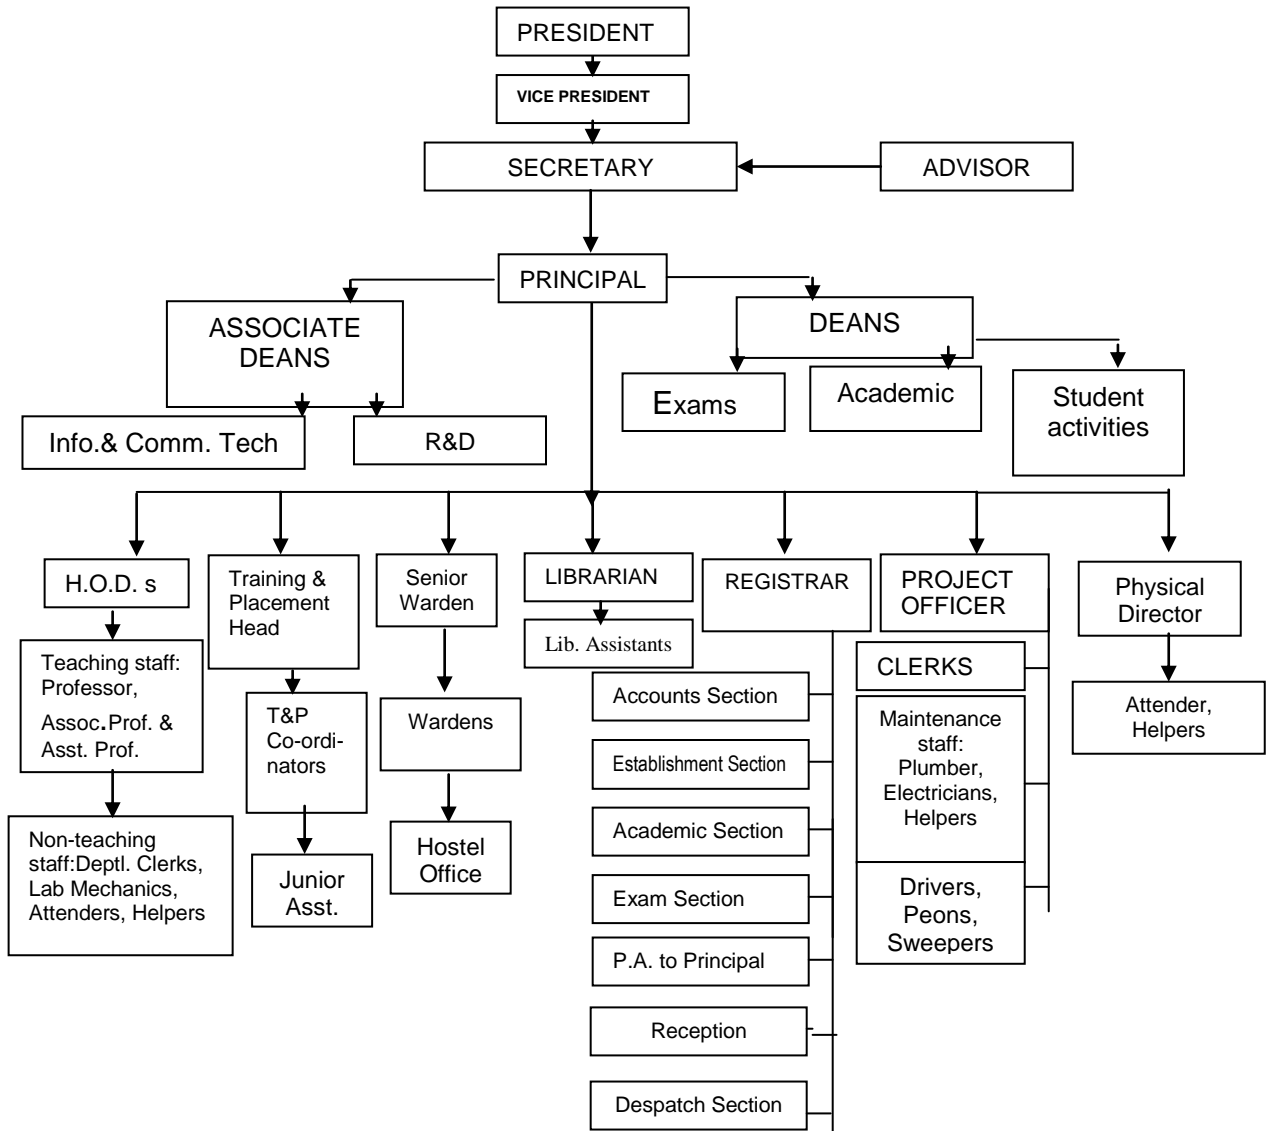 PRESIDENT
VICE PRESIDENT
SECRETARY
ADVISOR
PRINCIPAL
ASSOCIATE
DEANS
DEANS
Info.& Comm. Tech
R&D
Exams
Academic
Student
activities
H.O.D. s
Teaching staff:
Professor,
Assoc.Prof. &
Asst. Prof.
Non-teaching
staff:Deptl. Clerks,
Lab Mechanics,
Attenders, Helpers
Training &
Placement
Head
T&P
Co-ordi-
nators
Junior
Asst.
Senior
Warden
Wardens
Hostel
Office
LIBRARIAN
Lib. Assistants
REGISTRAR
Accounts Section
Establishment Section
Academic Section
Exam Section
P.A. to Principal
Reception
Despatch Section
PROJECT
OFFICER
CLERKS
Maintenance
staff:
Plumber,
Electricians,
Helpers
Drivers,
Peons,
Sweepers
Physical
Director
Attender,
Helpers